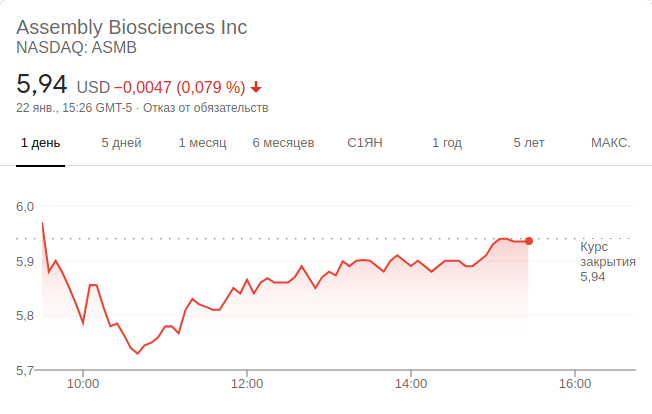 Assembly Biosciences Inc
NASDAQ: ASMB
5,94 USD −0,0047 (0,079 %)
22 янв., 15:26 GMT-5 · Отказ от обязательств
1 день 5 дней 1 месяц 6 месяцев С1ЯН 1 год 5 лет МАКС.
6,0
5,9
5,8
5,7
Курс
закрытия
5,94
10:00 12:00 14:00 16:00